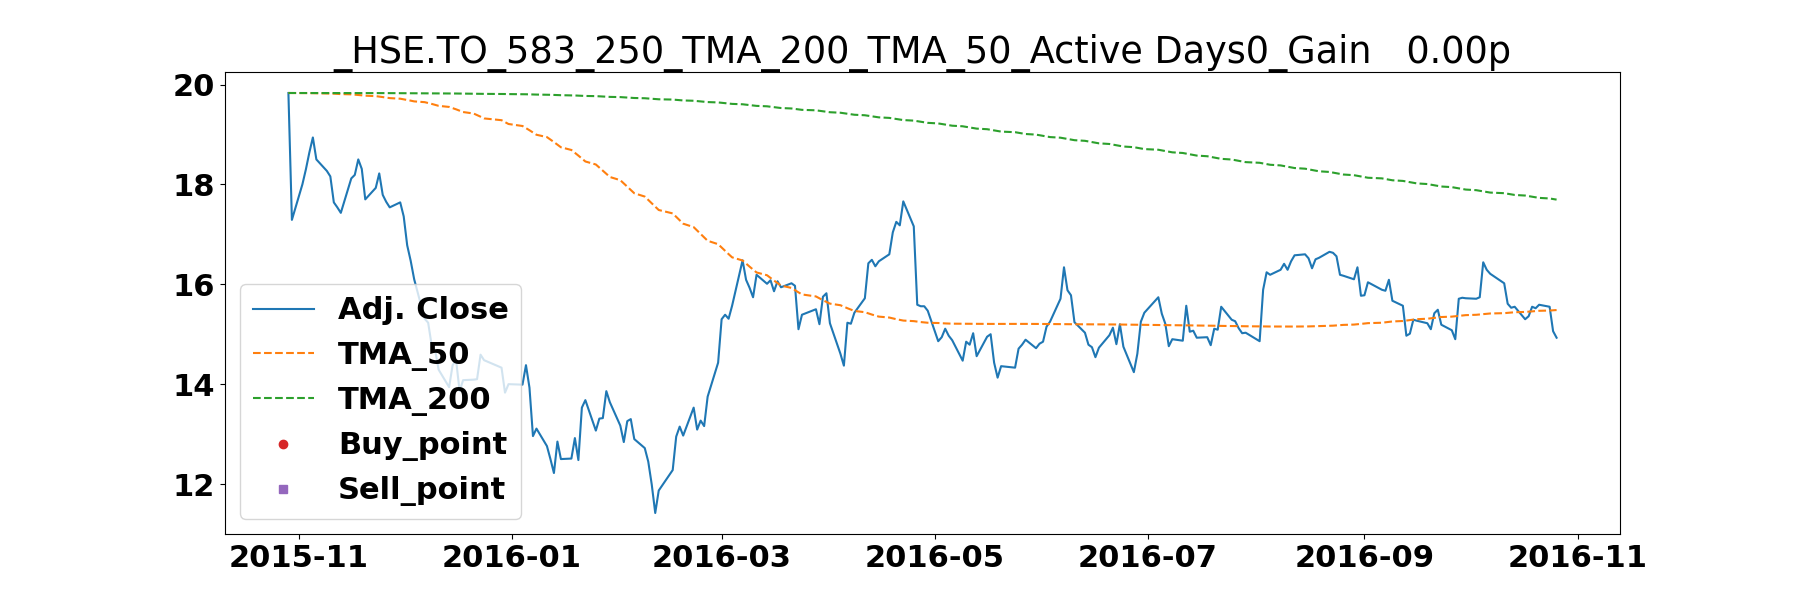 _HSE.TO_583_250_TMA_200_TMA_50_Active Days0_Gain   0.00p
20
18
16
14
12
Adj. Close
TMA_50
TMA_200
Buy_point
Sell_point
2015-11 2016-01 2016-03 2016-05 2016-07 2016-09 2016-11